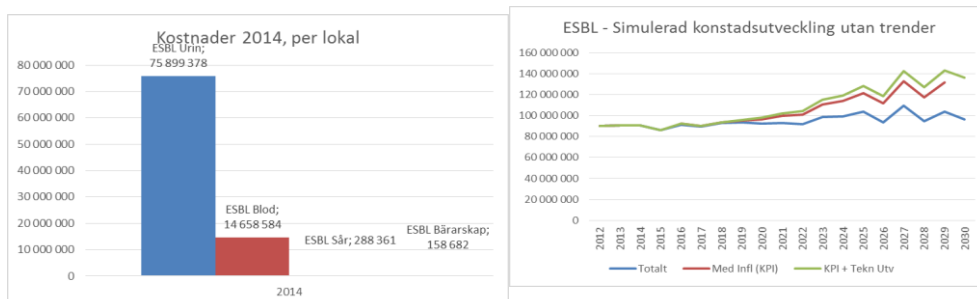 Kostnader 2014, per lokal
ESBL Urin;
75 899 378
80 000 000
70 000 000
60 000 000
50 000 000
40 000 000
30 000 000
20 000 000
10 000 000
0
ESBL Blod;
14 658 584
ESBL Sår; 288 361
ESBL Bärarskap;
158 682
2014
ESBL - Simulerad konstadsutveckling utan trender
160 000 000
140 000 000
120 000 000
100 000 000
80 000 000
60 000 000
40 000 000
20 000 000
0
2012
2013
2014
2015
2016
2017
2018
2019
2020
2021
2022
2023
2024
2025
2026
2027
2028
2029
2030
Totalt
Med Infl (KPI)
KPI + Tekn Utv